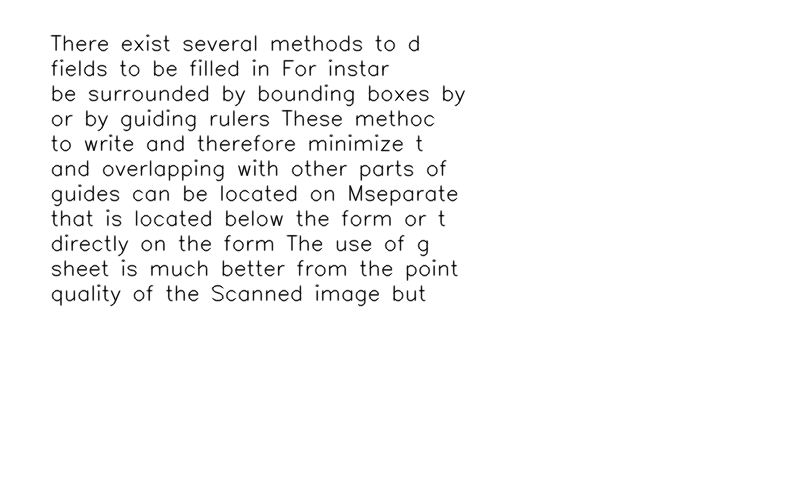 There exist several methods to d
fields to be filled in For instar
be surrounded by bounding boxes by
or by guiding rulers These methoc
to write and therefore minimize t
and overlapping with other parts of
guides can be located on Mseparate
that is located below the form or t
directly on the form The use of g
sheet is much better from the point
quality of the Scanned image but